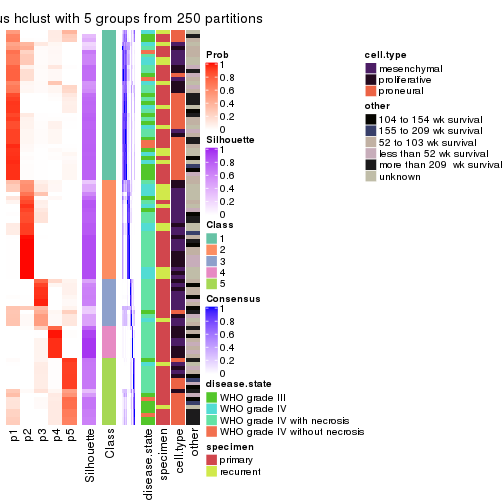 us hclust with 5 groups from 250 partitions
Prob
1
0.8
0.6
0.4
0.2
0
Silhouette
1
0.8
0.6
0.4
0.2
0
Class
1
2
3
4
5
Consensus
1
0.8
0.6
0.4
0.2
0
disease.state
WHO grade III
WHO grade IV
WHO grade IV with necrosis
WHO grade IV without necrosis
specimen
primary
recurrent
cell.type
mesenchymal
proliferative
proneural
other
104 to 154 wk survival
155 to 209 wk survival
52 to 103 wk survival
less than 52 wk survival
more than 209  wk survival
unknown
p1
p2
p3
p4
p5
Silhouette
Class
disease.state
specimen
cell.type
other